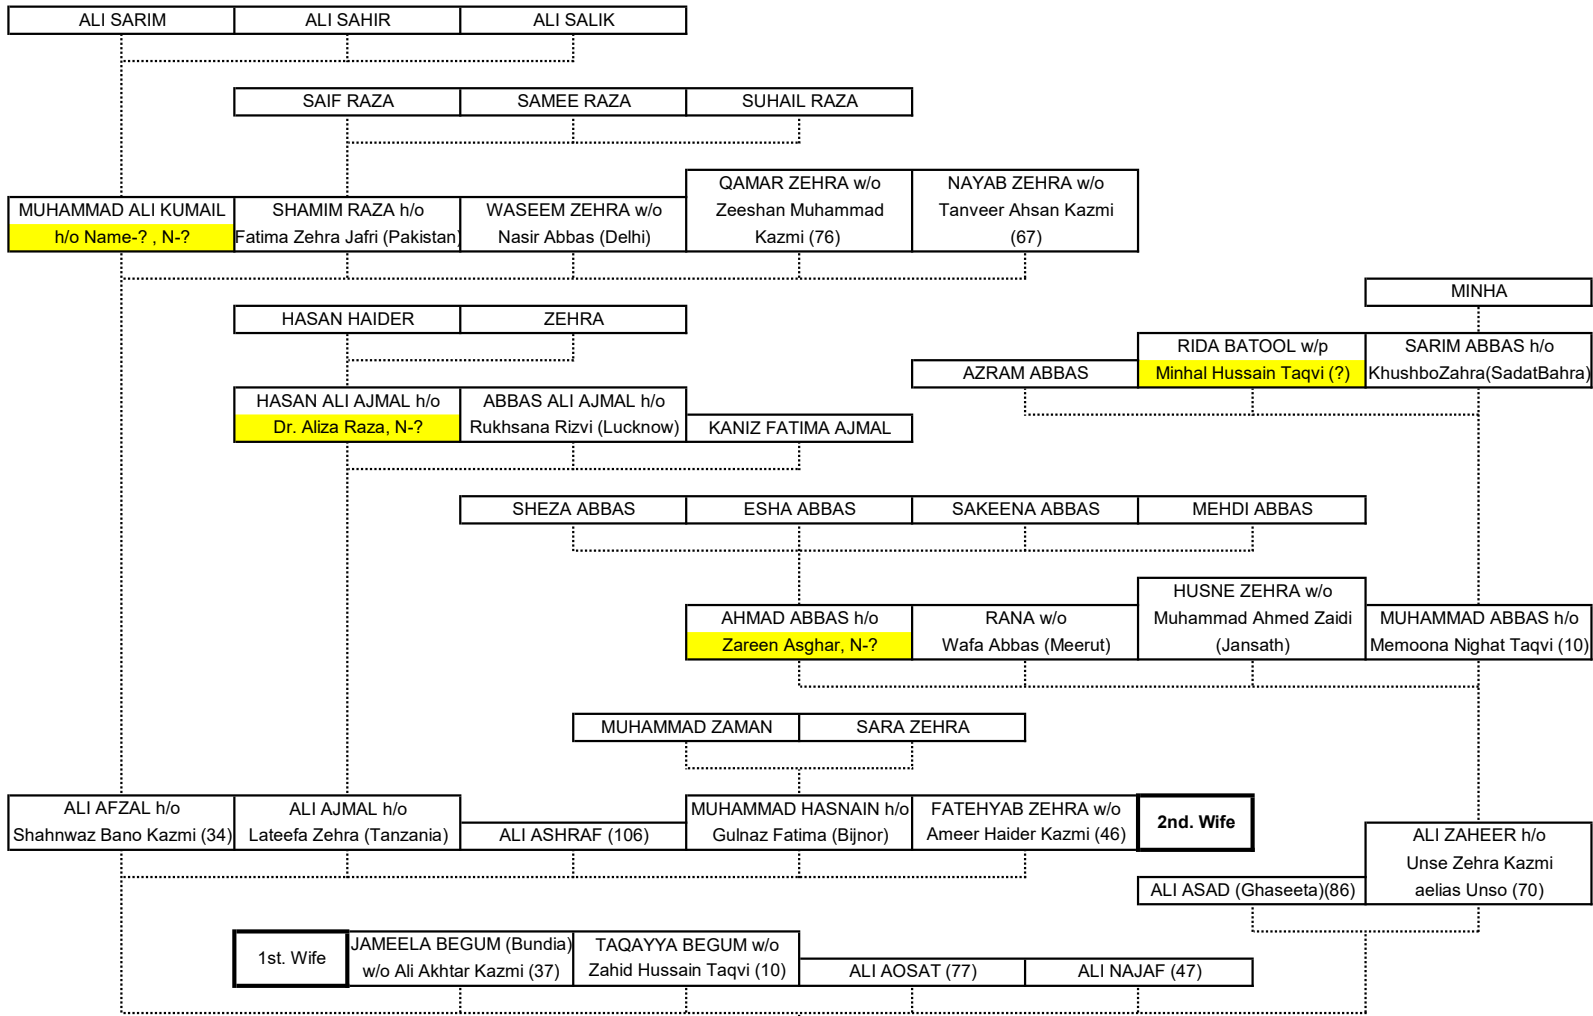 ALI SARIM
ALI SAHIR
ALI SALIK
SAIF RAZA
SAMEE RAZA
SUHAIL RAZA
MUHAMMAD ALI KUMAIL
h/o Name-? , N-?
SHAMIM RAZA h/o
Fatima Zehra Jafri (Pakistan)
WASEEM ZEHRA w/o
Nasir Abbas (Delhi)
QAMAR ZEHRA w/o
Zeeshan Muhammad
Kazmi (76)
NAYAB ZEHRA w/o
Tanveer Ahsan Kazmi
(67)
MINHA
HASAN HAIDER
ZEHRA
AZRAM ABBAS
RIDA BATOOL w/p
Minhal Hussain Taqvi (?)
SARIM ABBAS h/o
KhushboZahra(SadatBahra)
HASAN ALI AJMAL h/o
Dr. Aliza Raza, N-?
ABBAS ALI AJMAL h/o
Rukhsana Rizvi (Lucknow)
KANIZ FATIMA AJMAL
SHEZA ABBAS
ESHA ABBAS
SAKEENA ABBAS
MEHDI ABBAS
AHMAD ABBAS h/o
Zareen Asghar, N-?
RANA w/o
Wafa Abbas (Meerut)
HUSNE ZEHRA w/o
Muhammad Ahmed Zaidi
(Jansath)
MUHAMMAD ABBAS h/o
Memoona Nighat Taqvi (10)
MUHAMMAD ZAMAN
SARA ZEHRA
ALI AFZAL h/o
Shahnwaz Bano Kazmi (34)
ALI AJMAL h/o
Lateefa Zehra (Tanzania)
ALI ASHRAF (106)
MUHAMMAD HASNAIN h/o
Gulnaz Fatima (Bijnor)
FATEHYAB ZEHRA w/o
Ameer Haider Kazmi (46)
2nd. Wife
ALI ASAD (Ghaseeta)(86)
ALI ZAHEER h/o
Unse Zehra Kazmi
aelias Unso (70)
1st. Wife
JAMEELA BEGUM (Bundia)
w/o Ali Akhtar Kazmi (37)
TAQAYYA BEGUM w/o
Zahid Hussain Taqvi (10)
ALI AOSAT (77)
ALI NAJAF (47)